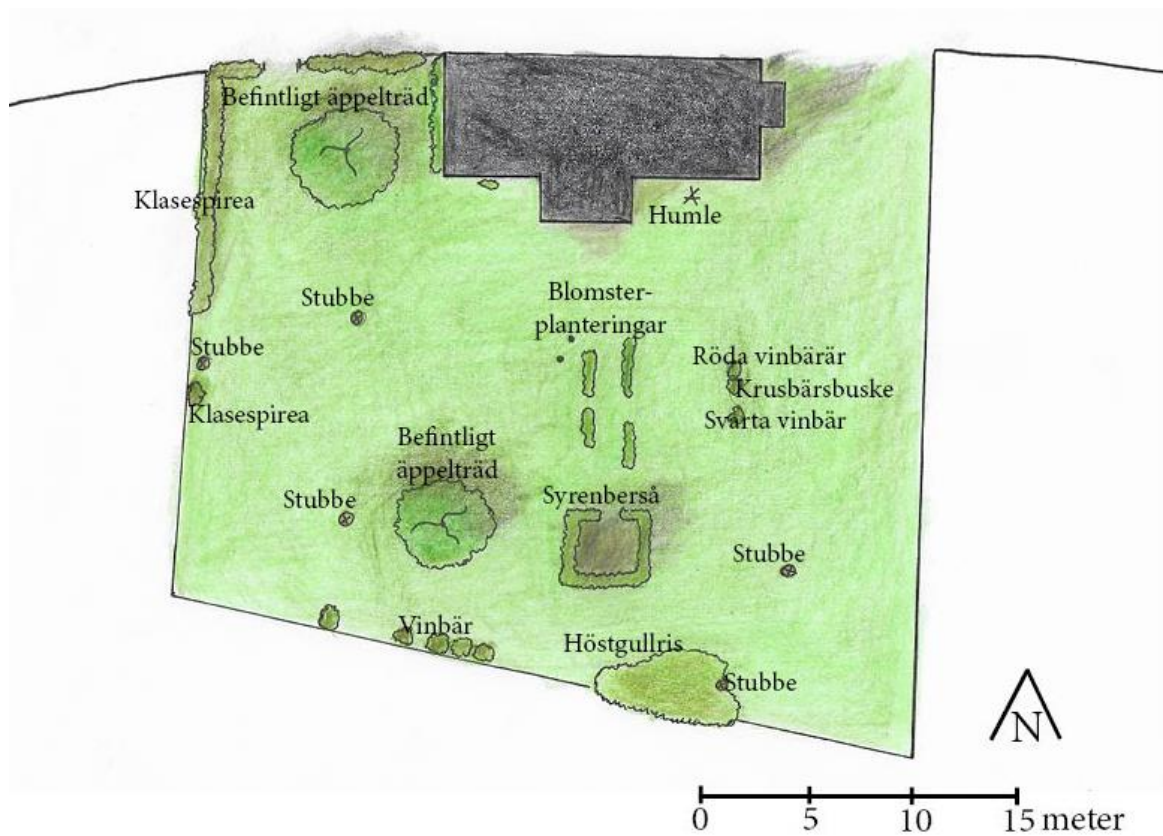 Befintligt äppelträd
Klasespirea
Humle
Stubbe
Blomster-
planteringar
Stubbe
Röda vinbärär
Krusbärsbuske
Klasespirea
Svarta vinbär
Befintligt
äppelträd
Stubbe
Syrenberså
Stubbe
Vinbär
Höstgullris
Stubbe
N
0 5 10 15 meter